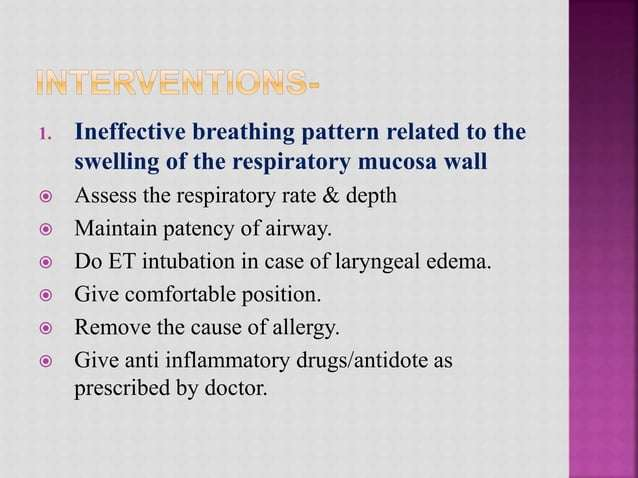 INTERVENTIONS-
1. Ineffective breathing pattern related to the
swelling of the respiratory mucosa wall
Assess the respiratory rate & depth
Maintain patency of airway.
Do ET intubation in case of laryngeal edema.
Give comfortable position.
Remove the cause of allergy.
Give anti inflammatory drugs/antidote as
prescribed by doctor.